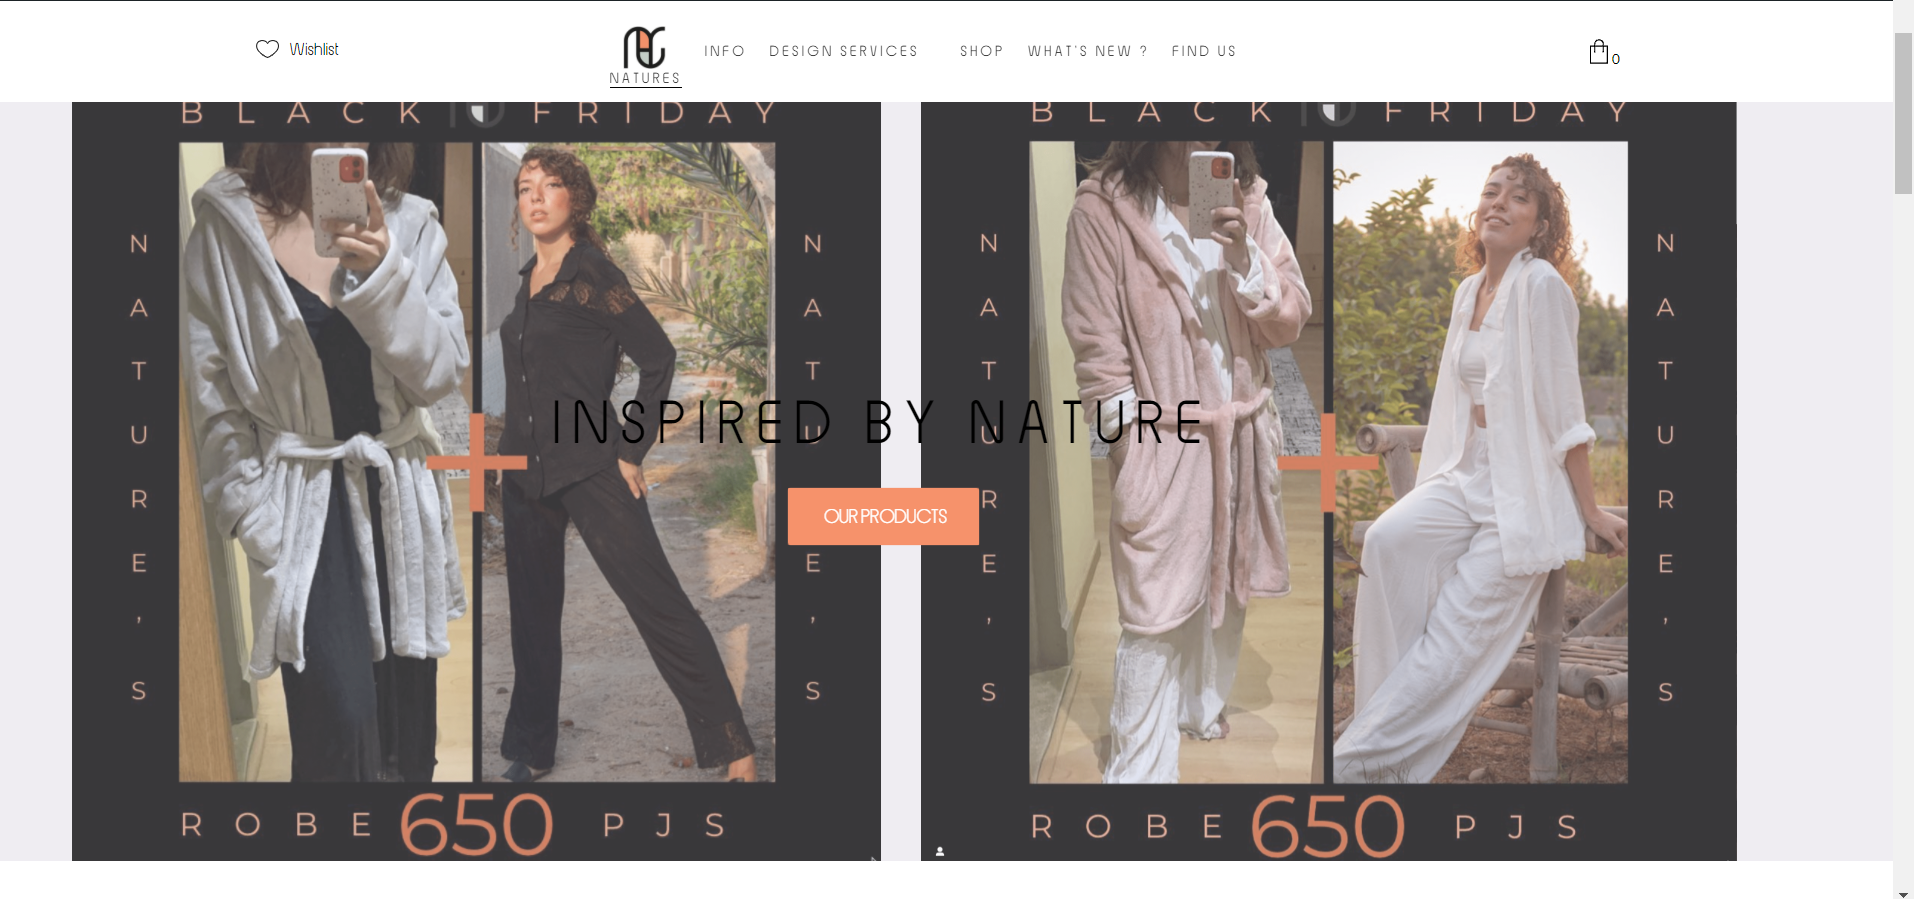 Wishlist
NATURES
INFO
DESIGN SERVICES
SHOP
WHAT'S NEW ?
FIND US
0
BLACK FRIDAY
NATURE'S
NATURE'S
ROBE 650 PJS
BLACK FRIDAY
NATURE'S
NATURE'S
ROBE 650 PJS
INSPIRED BY NATURE
OUR PRODUCTS